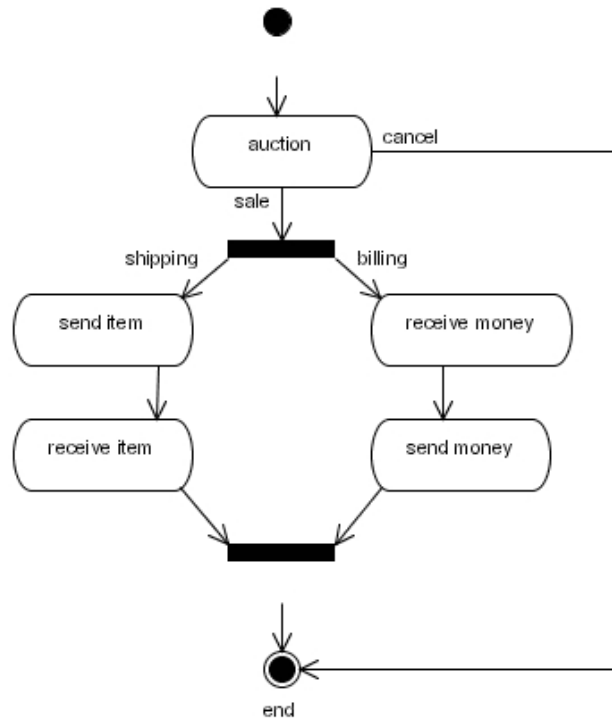 auction
cancel
sale
shipping
billing
send item
receive money
receive item
send money
end